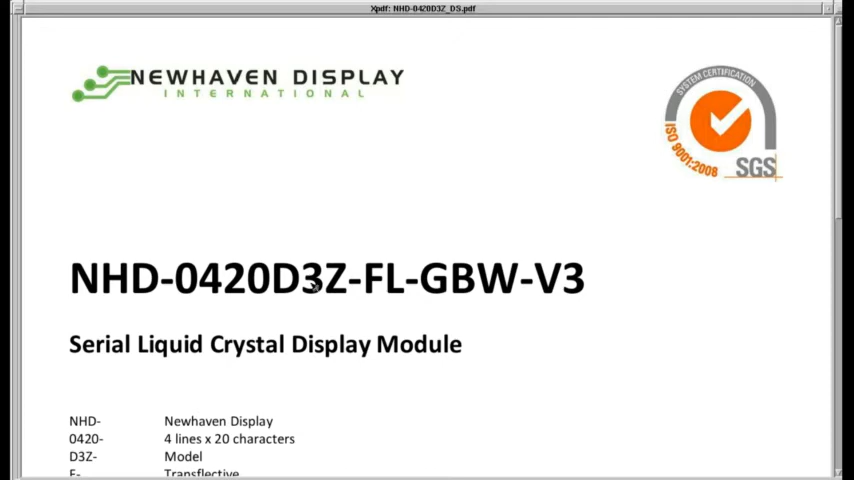 Xpdf: NHD-0420D3Z_DS.pdf
NEWHAVEN DISPLAY
INTERNATIONAL
SYSTEM CERTIFICATION
ISO 9001:2008
SGS
NHD-0420D3Z-FL-GBW-V3
Serial Liquid Crystal Display Module
NHD- Newhaven Display
0420- 4 lines x 20 characters
D3Z- Model
F- Transflective